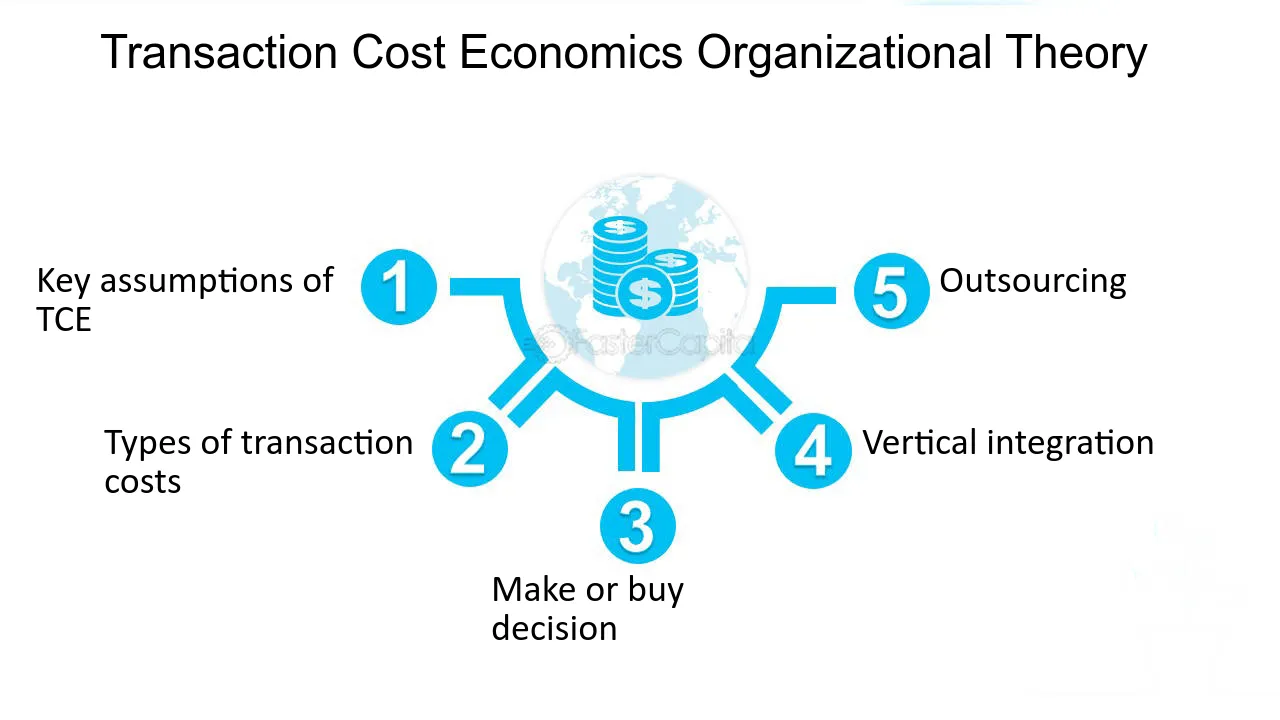 Transaction Cost Economics Organizational Theory
1
Key assumptions of
TCE
2
Types of transaction
costs
3
Make or buy
decision
4
Vertical integration
5
Outsourcing
$
$
$
FasterCapital